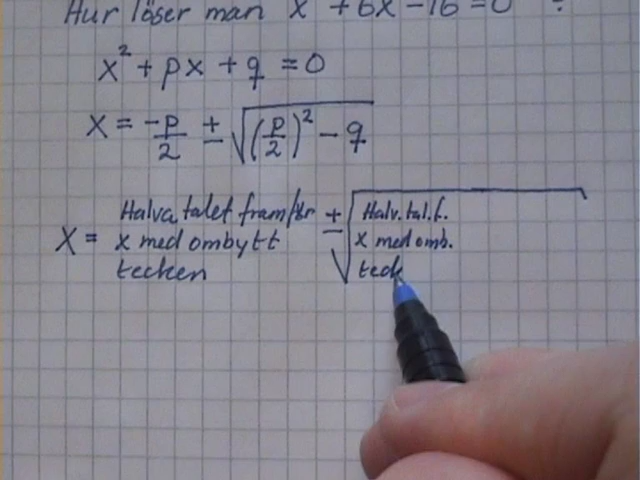 Hur löser man x² + 6x - 16 = 0 ?
x² + px + q = 0
x = -p/2 ± √((p/2)² - q)
x = Halva talet framför x med ombytt tecken ± √(Halv. tal. f. x med omb. teck